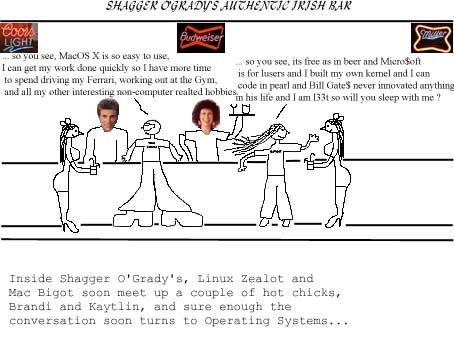 SHAGGER O'GRADY'S AUTHENTIC IRISH BAR
Coors
LIGHT
Budweiser
Miller
... so you see, MacOS X is so easy to use,
I can get my work done quickly so I have more time
to spend driving my Ferrari, working out at the Gym,
and all my other interesting non-computer realted hobbies.
... so you see, its free as in beer and Micro$oft
is for lusers and I built my own kernel and I can
code in pearl and Bill Gate$ never innovated anything
in his life and I am l33t so will you sleep with me ?
Inside Shagger O'Grady's, Linux Zealot and
Mac Bigot soon meet up a couple of hot chicks,
Brandi and Kaytlin, and sure enough the
conversation soon turns to Operating Systems...